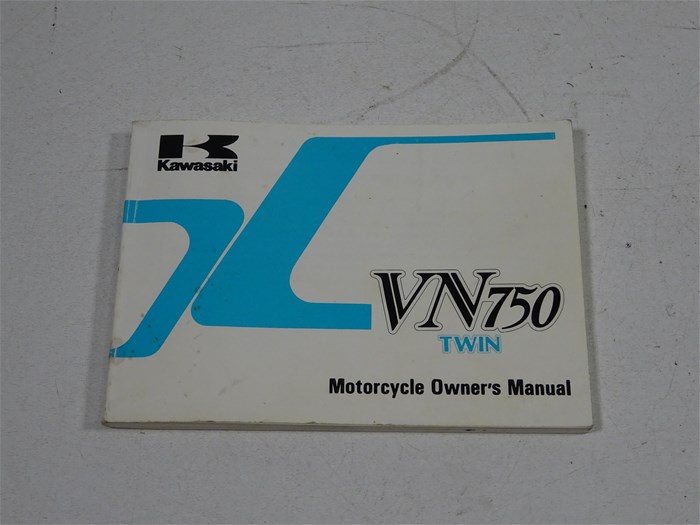 Kawasaki
VN750
TWIN
Motorcycle Owner's Manual